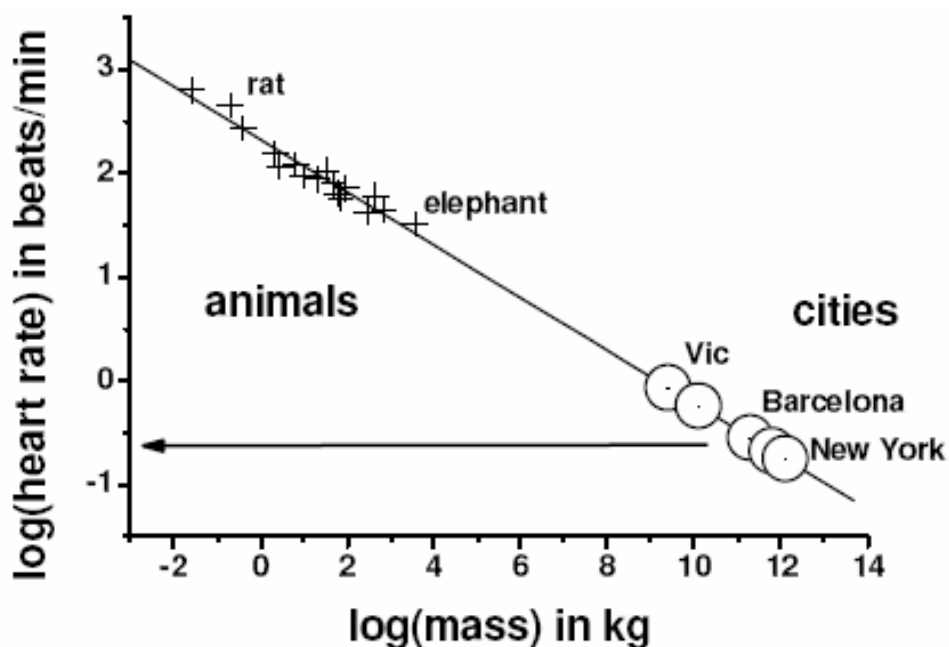 log(heart rate) in beats/min
3
2
1
0
-1
rat
elephant
animals
cities
Vic
Barcelona
New York
-2 0 2 4 6 8 10 12 14
log(mass) in kg